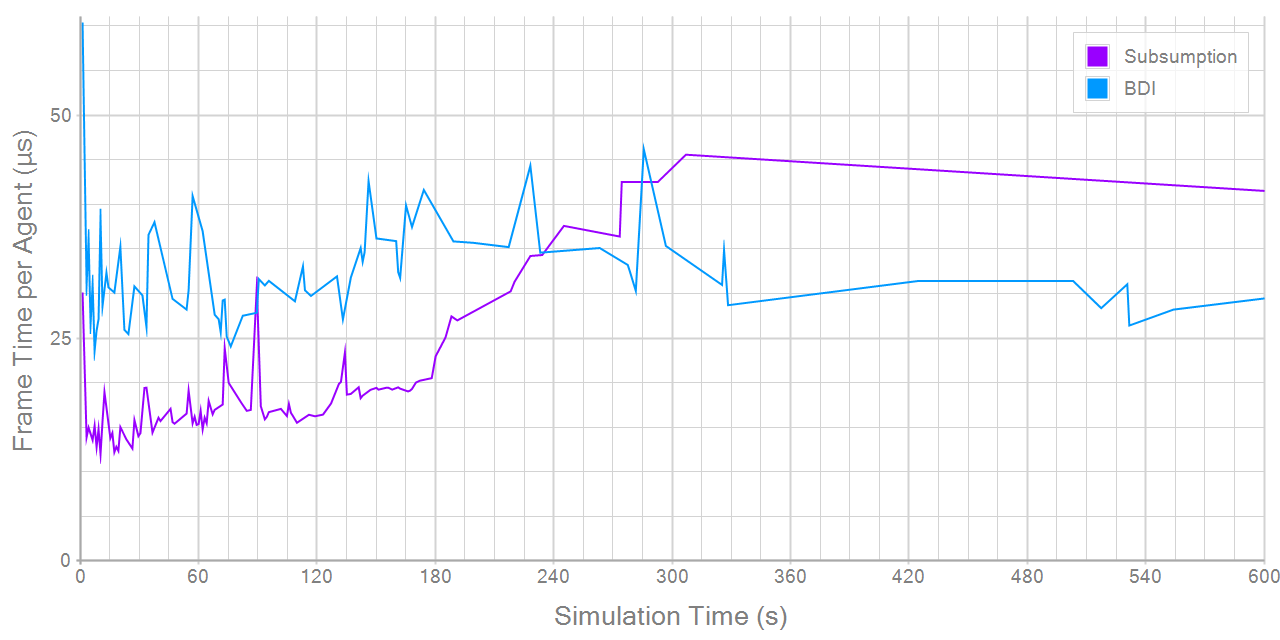 Frame Time per Agent (µs)
50
25
0
Subsumption
BDI
0 60 120 180 240 300 360 420 480 540 600
Simulation Time (s)